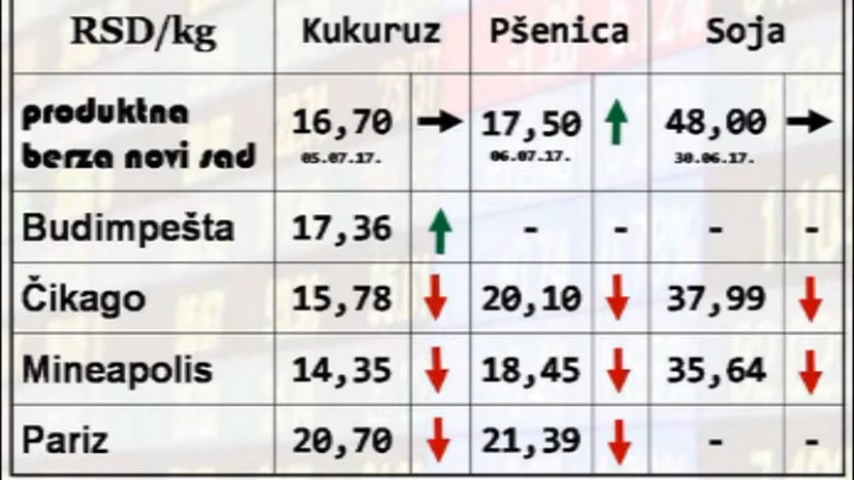 RSD/kg Kukuruz Pšenica Soja
produktna
berza novi sad
16,70 17,50 48,00
05.07.17. 06.07.17. 30.06.17.
Budimpešta 17,36 - - - -
Čikago 15,78 20,10 37,99
Mineapolis 14,35 18,45 35,64
Pariz 20,70 21,39 - -